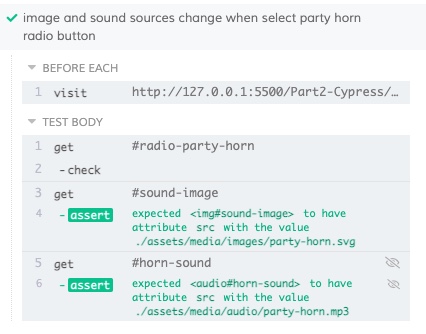 image and sound sources change when select party horn
radio button
BEFORE EACH
1 visit http://127.0.0.1:5500/Part2-Cypress/…
TEST BODY
1 get #radio-party-horn
2 -check
3 get #sound-image
4 -assert expected <img#sound-image> to have
attribute src with the value
./assets/media/images/party-horn.svg
5 get #horn-sound
6 -assert expected <audio#horn-sound> to have
attribute src with the value
./assets/media/audio/party-horn.mp3